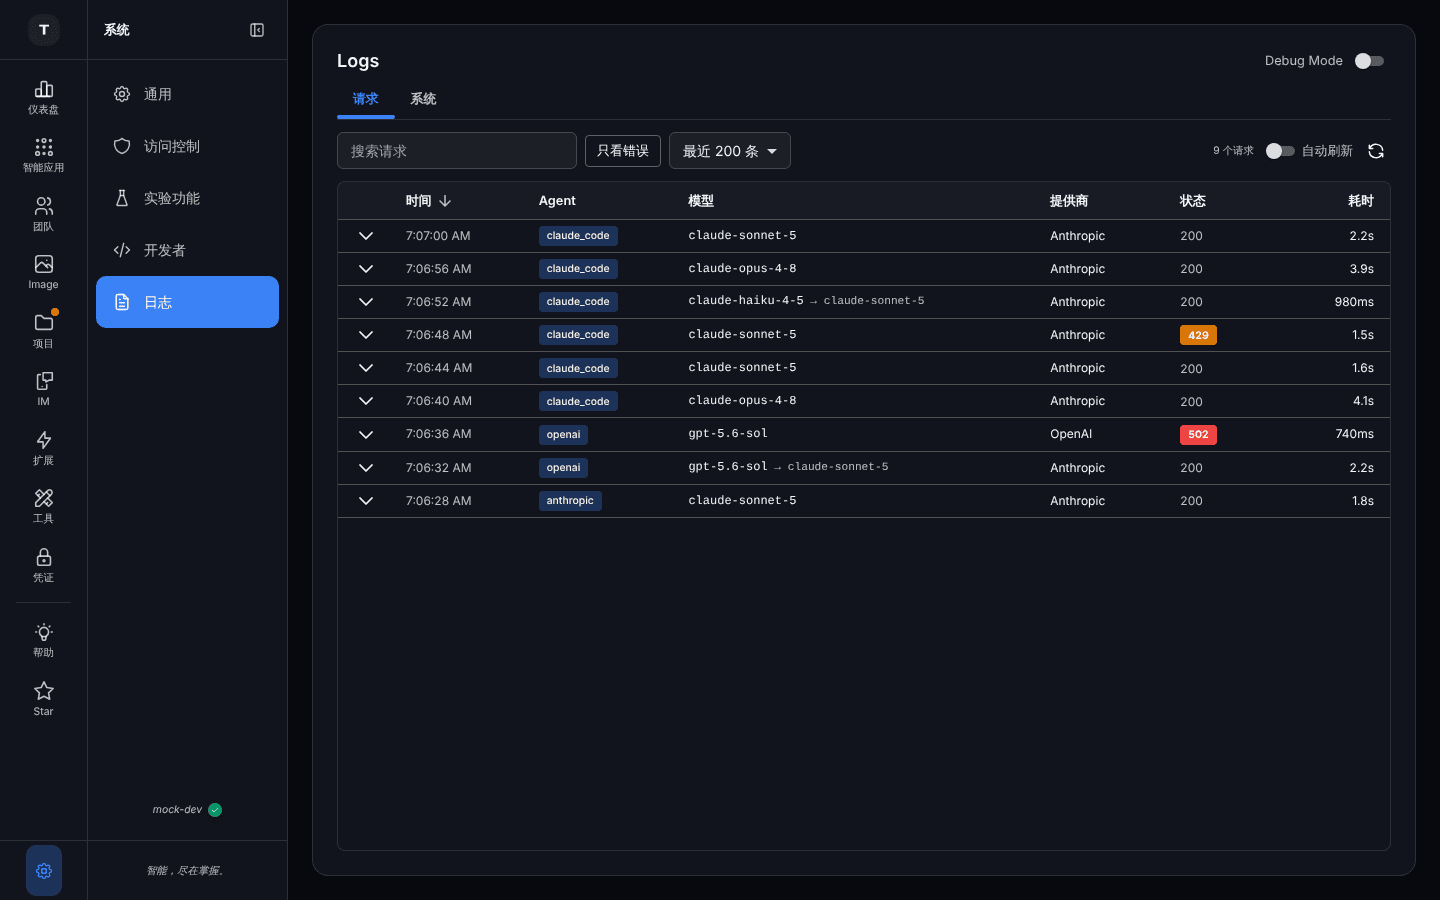 T
仪表盘
智能应用
团队
Image
项目
IM
扩展
工具
凭证
帮助
Star
系统
通用
访问控制
实验功能
开发者
日志
mock-dev
智能，尽在掌握。
Logs
Debug Mode
请求 系统
搜索请求 只看错误 最近 200 条 9 个请求 自动刷新
时间 Agent 模型 提供商 状态 耗时
7:07:00 AM claude_code claude-sonnet-5 Anthropic 200 2.2s
7:06:56 AM claude_code claude-opus-4-8 Anthropic 200 3.9s
7:06:52 AM claude_code claude-haiku-4-5 → claude-sonnet-5 Anthropic 200 980ms
7:06:48 AM claude_code claude-sonnet-5 Anthropic 429 1.5s
7:06:44 AM claude_code claude-sonnet-5 Anthropic 200 1.6s
7:06:40 AM claude_code claude-opus-4-8 Anthropic 200 4.1s
7:06:36 AM openai gpt-5.6-sol OpenAI 502 740ms
7:06:32 AM openai gpt-5.6-sol → claude-sonnet-5 Anthropic 200 2.2s
7:06:28 AM anthropic claude-sonnet-5 Anthropic 200 1.8s